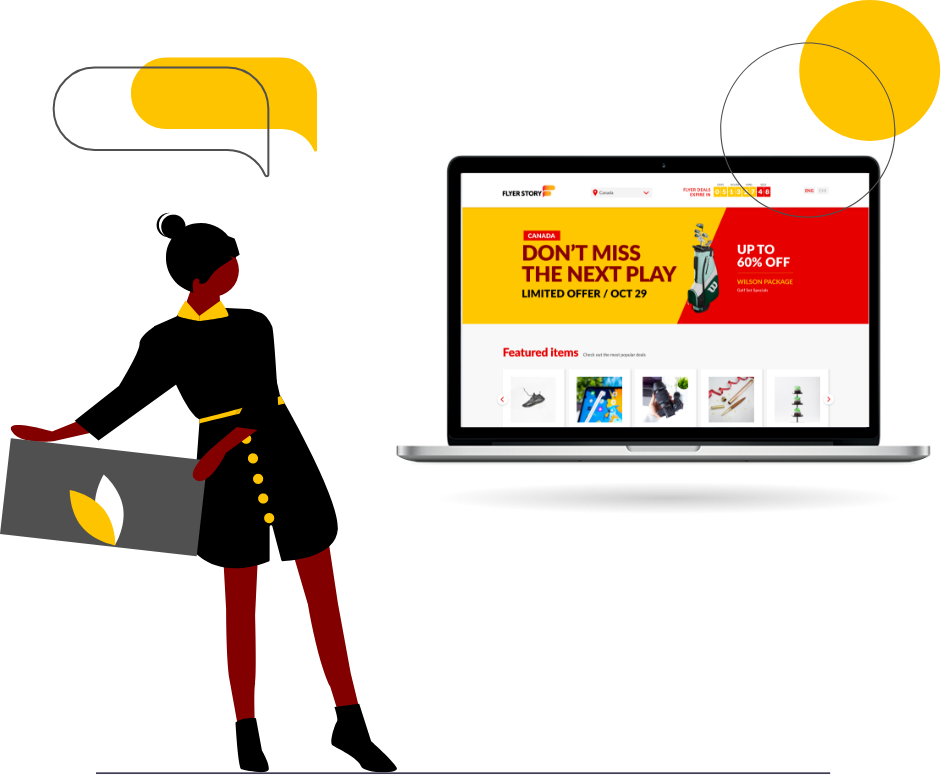 FLYER STORY
Canada
FLYER DEALS
EXPIRE IN
ENG
CANADA
DON'T MISS
THE NEXT PLAY
LIMITED OFFER / OCT 29
UP TO
60% OFF
WILSON PACKAGE
Golf Set Specials
Featured items Check out the most popular deals